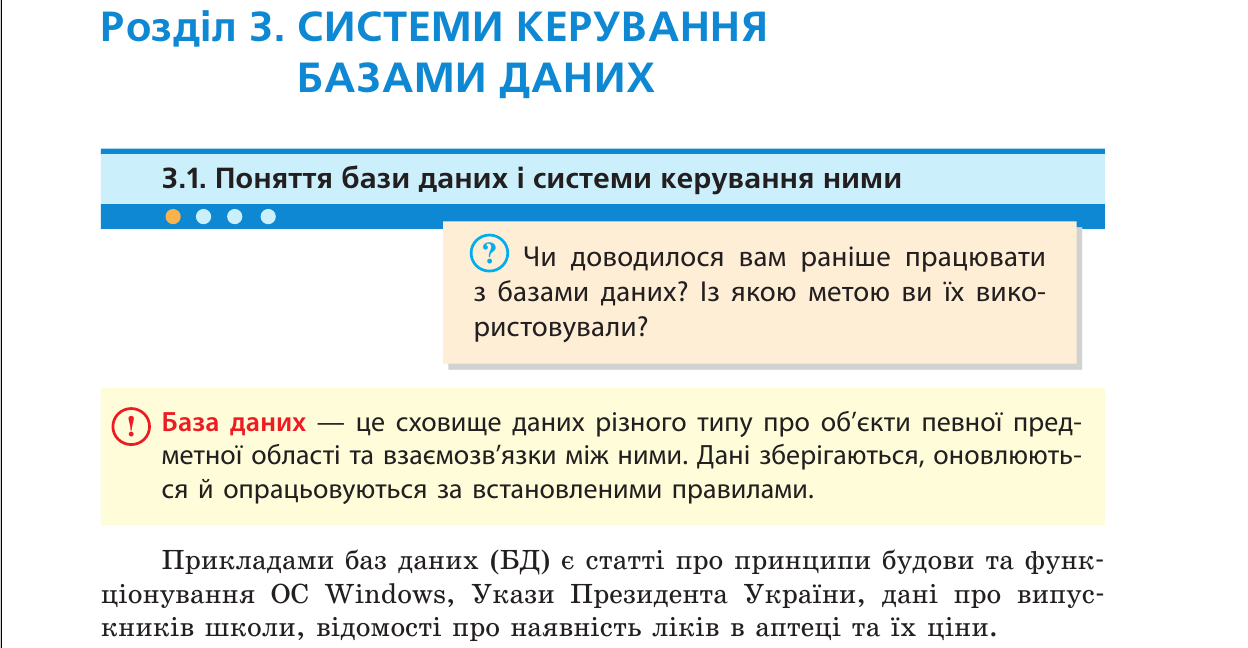 Розділ 3. СИСТЕМИ КЕРУВАННЯ
БАЗАМИ ДАНИХ
3.1. Поняття бази даних і системи керування ними
? Чи доводилося вам раніше працювати
з базами даних? Із якою метою ви їх вико-
ристовували?
! База даних — це сховище даних різного типу про об’єкти певної пред-
метної області та взаємозв’язки між ними. Дані зберігаються, оновлюють-
ся й опрацьовуються за встановленими правилами.
Прикладами баз даних (БД) є статті про принципи будови та функ-
ціонування ОС Windows, Укази Президента України, дані про випус-
кників школи, відомості про наявність ліків в аптеці та їх ціни.